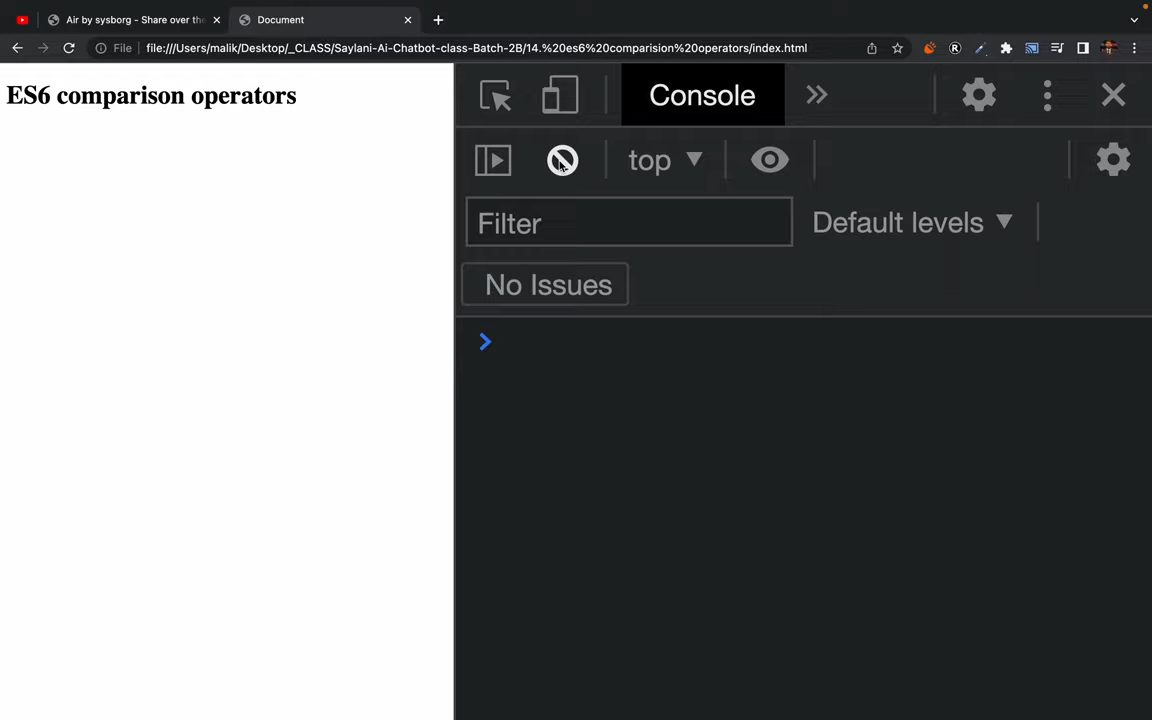 Air by sysborg - Share over the
Document
File
file:///Users/malik/Desktop/_CLASS/Saylani-Ai-Chatbot-class-Batch-2B/14.%20es6%20comparision%20operators/index.html
ES6 comparison operators
Console
top
Filter
Default levels
No Issues